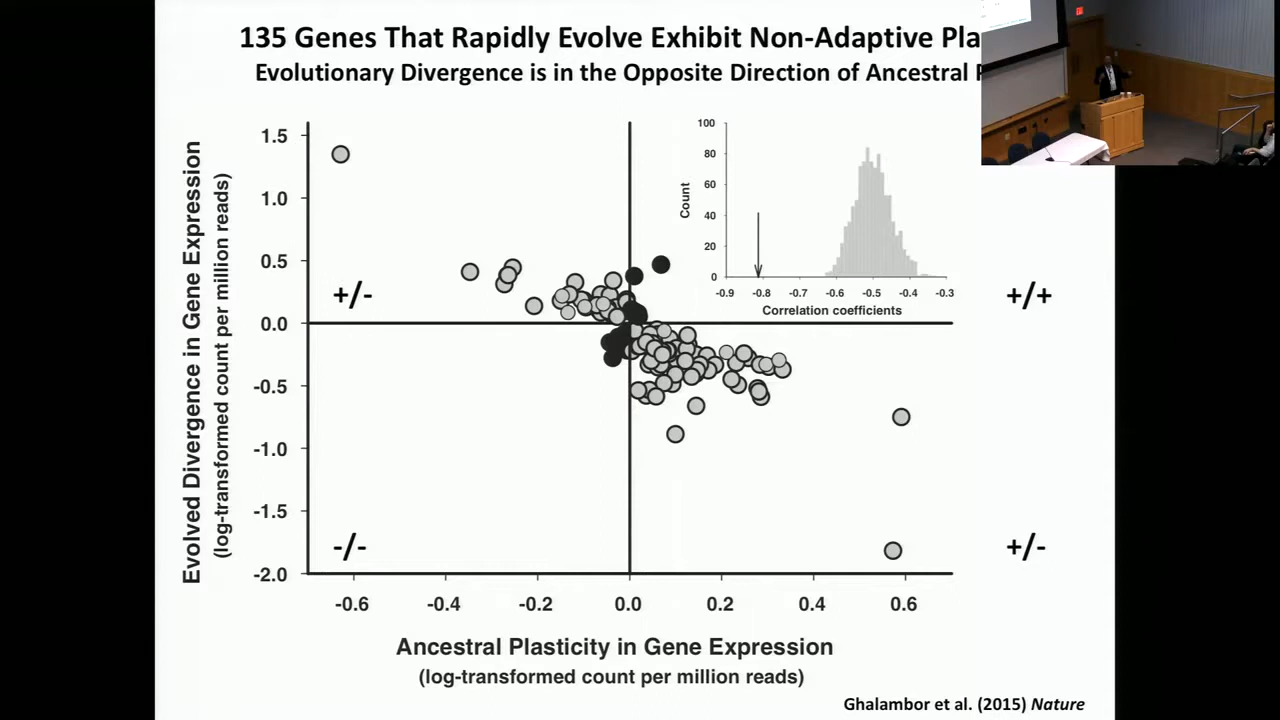 135 Genes That Rapidly Evolve Exhibit Non-Adaptive Pla
Evolutionary Divergence is in the Opposite Direction of Ancestral
Evolved Divergence in Gene Expression
(log-transformed count per million reads)
1.5
1.0
0.5
0.0
-0.5
-1.0
-1.5
-2.0
+/-
+/+
-/-
+/-
Count
100
80
60
40
20
0
-0.9 -0.8 -0.7 -0.6 -0.5 -0.4 -0.3
Correlation coefficients
-0.6 -0.4 -0.2 0.0 0.2 0.4 0.6
Ancestral Plasticity in Gene Expression
(log-transformed count per million reads)
Ghalambor et al. (2015) Nature